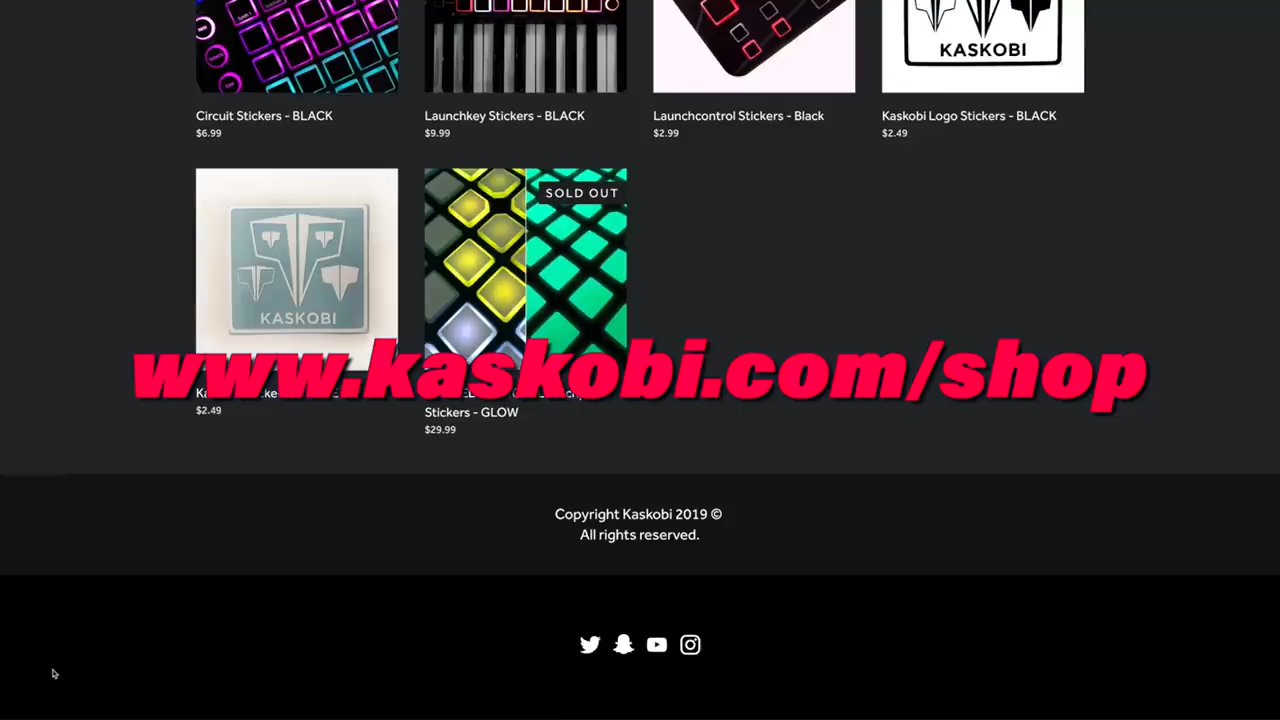 KASKOBI
Circuit Stickers - BLACK
$6.99
Launchkey Stickers - BLACK
$9.99
Launchcontrol Stickers - Black
$2.99
Kaskobi Logo Stickers - BLACK
$2.49
SOLD OUT
KASKOBI
www.kaskobi.com/shop
$2.49
Stickers - GLOW
$29.99
Copyright Kaskobi 2019 ©
All rights reserved.